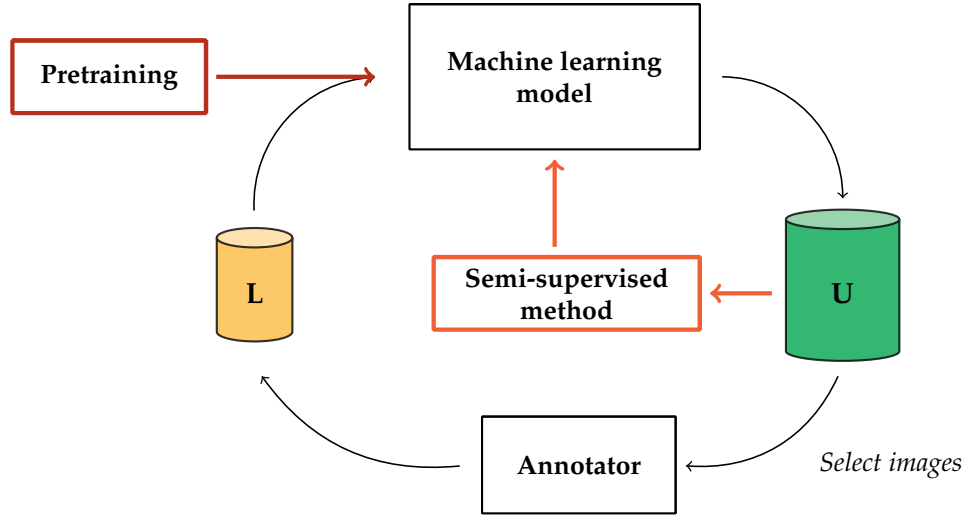 Pretraining
Machine learning
model
L
Semi-supervised
method
U
Annotator
Select images